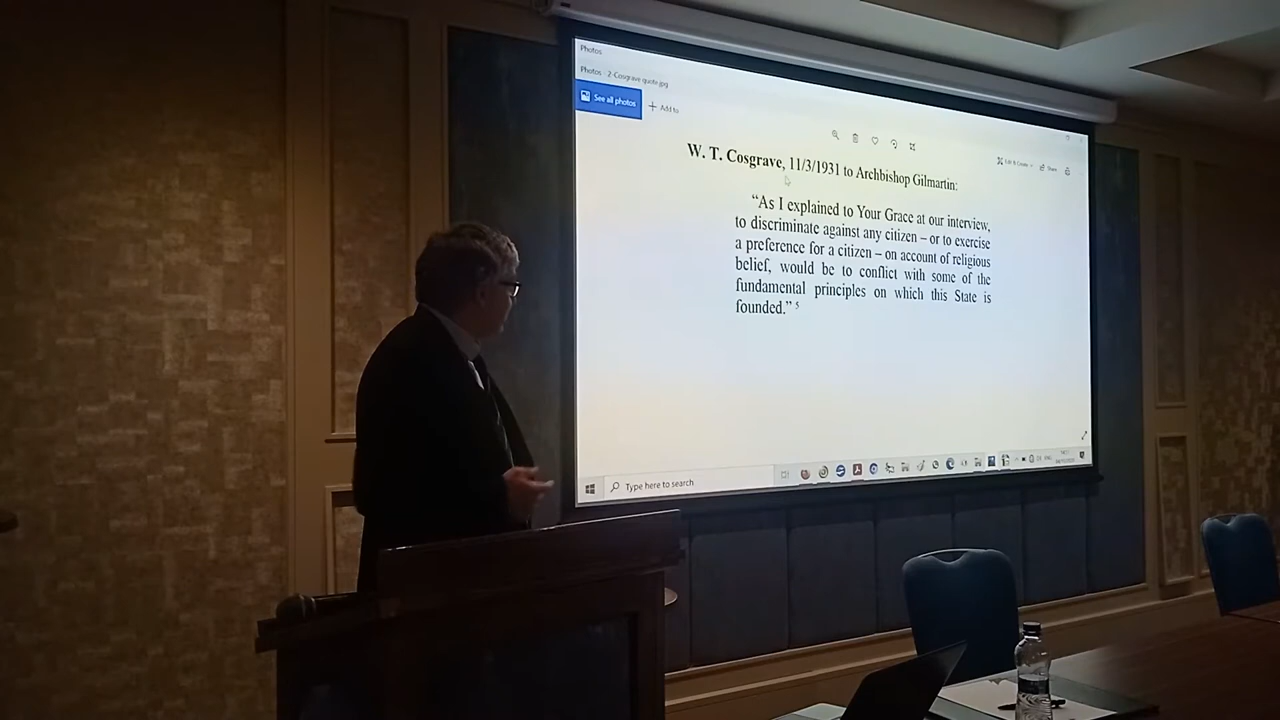 Photos
Photos - 2-Cosgrave-quote.jpg
See all photos
Add to
Share
W. T. Cosgrave, 11/3/1931 to Archbishop Gilmartin:
“As I explained to Your Grace at our interview,
to discriminate against any citizen – or to exercise
a preference for a citizen – on account of religious
belief, would be to conflict with some of the
fundamental principles on which this State is
founded.” 5
Type here to search